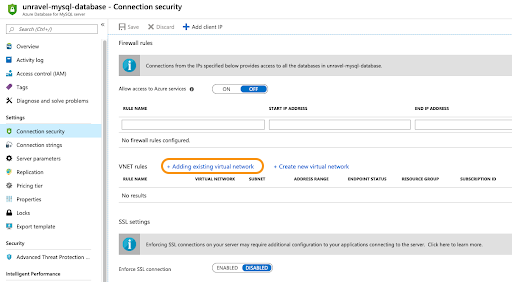 unravel-mysql-database - Connection security
Azure Database for MySQL server
Search (Ctrl+/)
Overview
Activity log
Access control (IAM)
Tags
Diagnose and solve problems
Settings
Connection security
Connection strings
Server parameters
Replication
Pricing tier
Properties
Locks
Export template
Security
Advanced Threat Protection ...
Intelligent Performance
Save Discard + Add client IP
Firewall rules
Connections from the IPs specified below provides access to all the databases in unravel-mysql-database.
Allow access to Azure services ON OFF
RULE NAME START IP ADDRESS END IP ADDRESS
No firewall rules configured.
VNET rules + Adding existing virtual network + Create new virtual network
RULE NAME VIRTUAL NETWORK SUBNET ADDRESS RANGE ENDPOINT STATUS RESOURCE GROUP SUBSCRIPTION ID
No results
SSL settings
Enforcing SSL connections on your server may require additional configuration to your applications connecting to the server. Click here to learn more.
Enforce SSL connection ENABLED DISABLED